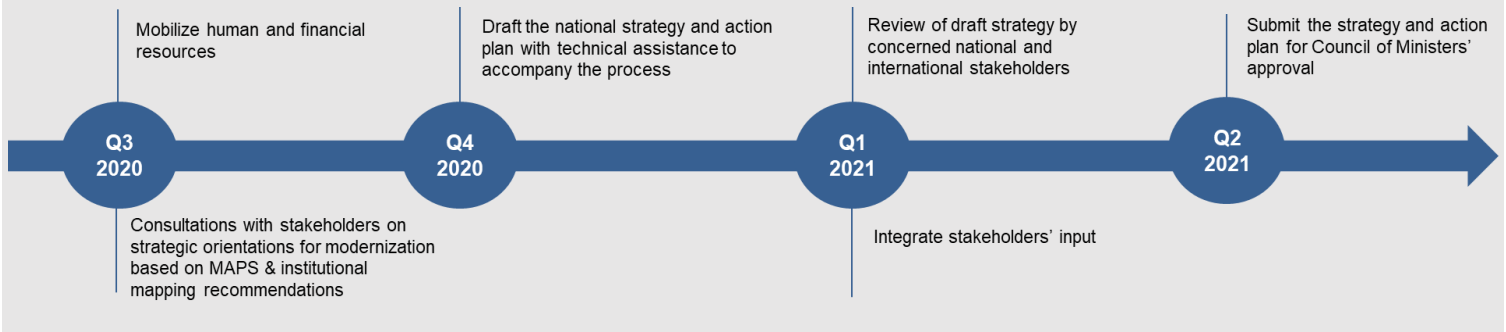 Mobilize human and financial
resources
Draft the national strategy and action
plan with technical assistance to
accompany the process
Review of draft strategy by
concerned national and
international stakeholders
Submit the strategy and action
plan for Council of Ministers’
approval
Q3
2020
Q4
2020
Q1
2021
Q2
2021
Consultations with stakeholders on
strategic orientations for modernization
based on MAPS & institutional
mapping recommendations
Integrate stakeholders’ input